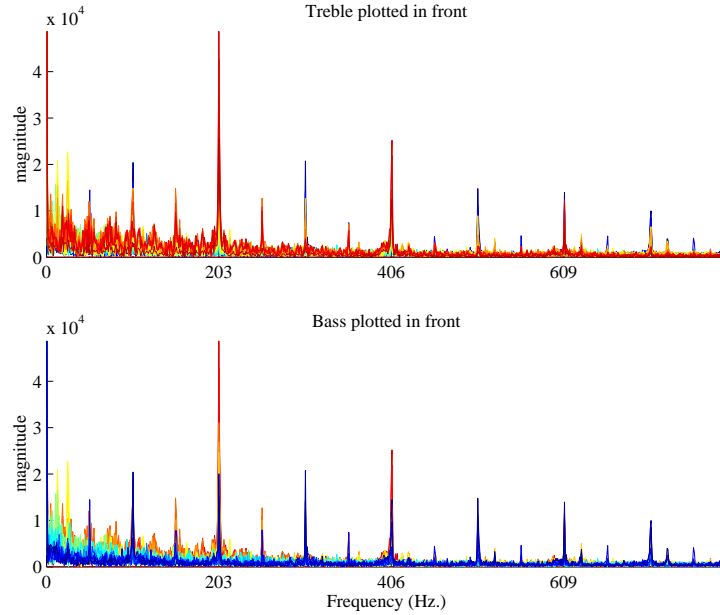 Treble plotted in front
x 10^4
4
3
2
1
0
magnitude
0 203 406 609
Bass plotted in front
x 10^4
4
3
2
1
0
magnitude
0 203 406 609
Frequency (Hz.)